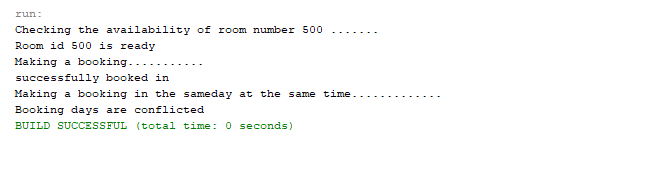 run:
Checking the availability of room number 500 .......
Room id 500 is ready
Making a booking...........
successfully booked in
Making a booking in the sameday at the same time.............
Booking days are conflicted
BUILD SUCCESSFUL (total time: 0 seconds)